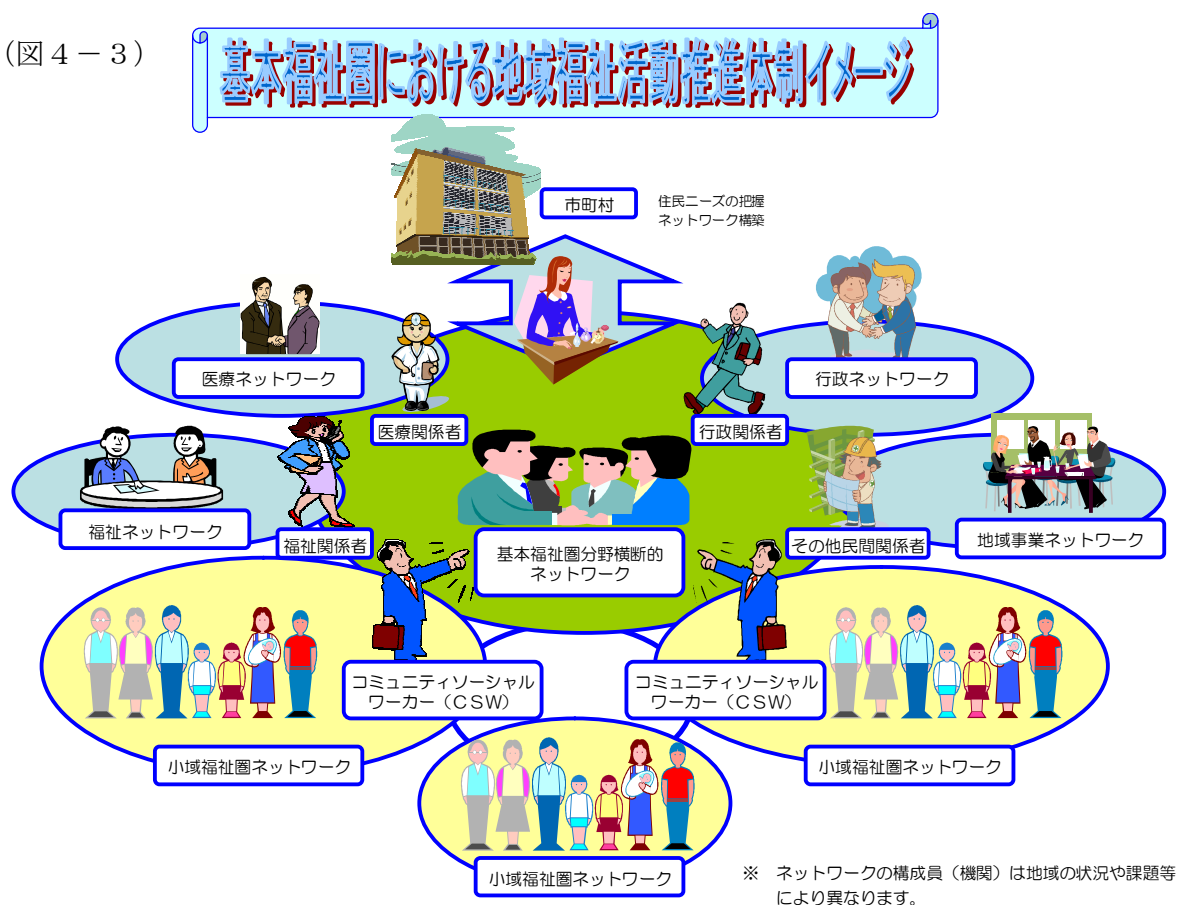 （図４－３）
基本福祉圏における地域福祉活動推進体制イメージ
市町村
住民ニーズの把握
ネットワーク構築
医療ネットワーク
行政ネットワーク
医療関係者
行政関係者
福祉ネットワーク
福祉関係者
基本福祉圏分野横断的
ネットワーク
その他民間関係者
地域事業ネットワーク
コミュニティソーシャル
ワーカー（ＣＳＷ）
コミュニティソーシャル
ワーカー（ＣＳＷ）
小域福祉圏ネットワーク
小域福祉圏ネットワーク
小域福祉圏ネットワーク
※　ネットワークの構成員（機関）は地域の状況や課題等
により異なります。